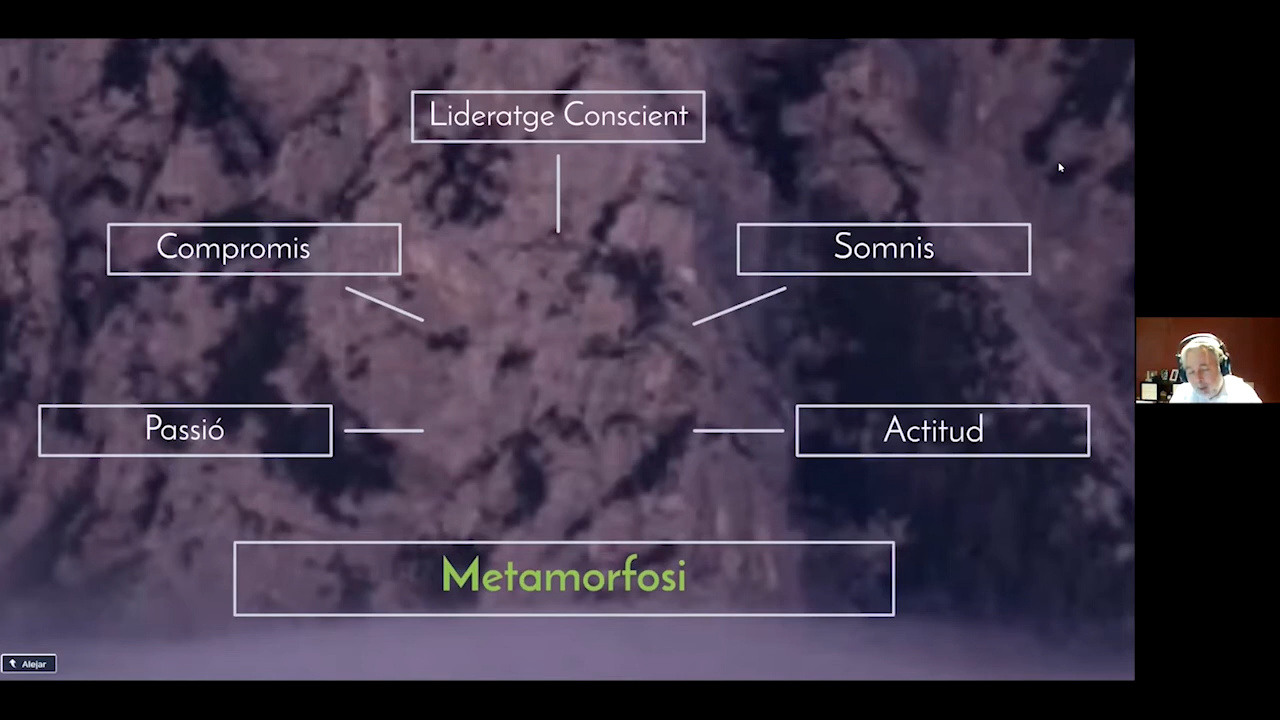 Lideratge Conscient
Compromis
Somnis
Passió
Actitud
Metamorfosi
Alejar